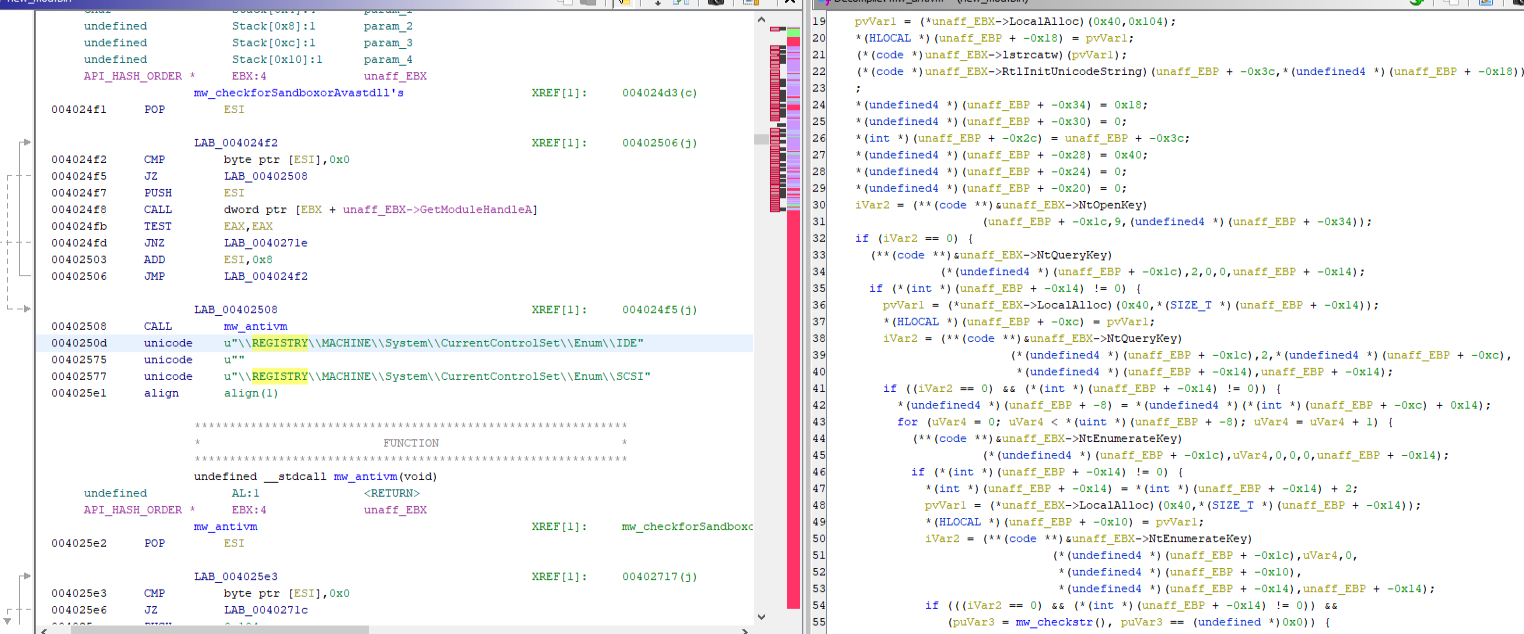 undefined Stack[0x8]:1 param_2
undefined Stack[0xc]:1 param_3
undefined Stack[0x10]:1 param_4
API_HASH_ORDER * EBX:4 unaff_EBX
mw_checkforSandboxorAvastdll's XREF[1]: 004024d3(c)
004024f1 POP ESI
LAB_004024f2 XREF[1]: 00402506(j)
004024f2 CMP byte ptr [ESI],0x0
004024f5 JZ LAB_00402508
004024f7 PUSH ESI
004024f8 CALL dword ptr [EBX + unaff_EBX->GetModuleHandleA]
004024fb TEST EAX,EAX
004024fd JNZ LAB_0040271e
00402503 ADD ESI,0x8
00402506 JMP LAB_004024f2
LAB_00402508 XREF[1]: 004024f5(j)
00402508 CALL mw_antivm
0040250d unicode u"\\REGISTRY\\MACHINE\\System\\CurrentControlSet\\Enum\\IDE"
00402575 unicode u""
00402577 unicode u"\\REGISTRY\\MACHINE\\System\\CurrentControlSet\\Enum\\SCSI"
004025e1 align align(1)
************************************************************
* FUNCTION *
************************************************************
undefined __stdcall mw_antivm(void)
undefined AL:1 <RETURN>
API_HASH_ORDER * EBX:4 unaff_EBX
mw_antivm XREF[1]: mw_checkforSandboxc
004025e2 POP ESI
LAB_004025e3 XREF[1]: 00402717(j)
004025e3 CMP byte ptr [ESI],0x0
004025e6 JZ LAB_0040271c
19 pvVar1 = (*unaff_EBX->LocalAlloc)(0x40,0x104);
20 *(HLOCAL *)(unaff_EBP + -0x18) = pvVar1;
21 (*(code *)unaff_EBX->lstrcatw)(pvVar1);
22 (*(code *)unaff_EBX->RtlInitUnicodeString)(unaff_EBP + -0x3c,*(undefined4 *)(unaff_EBP + -0x18))
23 ;
24 *(undefined4 *)(unaff_EBP + -0x34) = 0x18;
25 *(undefined4 *)(unaff_EBP + -0x30) = 0;
26 *(int *)(unaff_EBP + -0x2c) = unaff_EBP + -0x3c;
27 *(undefined4 *)(unaff_EBP + -0x28) = 0x40;
28 *(undefined4 *)(unaff_EBP + -0x24) = 0;
29 *(undefined4 *)(unaff_EBP + -0x20) = 0;
30 iVar2 = (**(code **)&unaff_EBX->NtOpenKey)
31 (unaff_EBP + -0x1c,9,(undefined4 *)(unaff_EBP + -0x34));
32 if (iVar2 == 0) {
33 (**(code **)&unaff_EBX->NtQueryKey)
34 (*(undefined4 *)(unaff_EBP + -0x1c),2,0,0,unaff_EBP + -0x14);
35 if (*(int *)(unaff_EBP + -0x14) != 0) {
36 pvVar1 = (*unaff_EBX->LocalAlloc)(0x40,*(SIZE_T *)(unaff_EBP + -0x14));
37 *(HLOCAL *)(unaff_EBP + -0xc) = pvVar1;
38 iVar2 = (**(code **)&unaff_EBX->NtQueryKey)
39 (*(undefined4 *)(unaff_EBP + -0x1c),2,*(undefined4 *)(unaff_EBP + -0xc),
40 *(undefined4 *)(unaff_EBP + -0x14),unaff_EBP + -0x14);
41 if ((iVar2 == 0) && (*(int *)(unaff_EBP + -0x14) != 0)) {
42 *(undefined4 *)(unaff_EBP + -8) = *(undefined4 *)(*(int *)(unaff_EBP + -0xc) + 0x14);
43 for (uVar4 = 0; uVar4 < *(uint *)(unaff_EBP + -8); uVar4 = uVar4 + 1) {
44 (**(code **)&unaff_EBX->NtEnumerateKey)
45 (*(undefined4 *)(unaff_EBP + -0x1c),uVar4,0,0,0,unaff_EBP + -0x14);
46 if (*(int *)(unaff_EBP + -0x14) != 0) {
47 *(int *)(unaff_EBP + -0x14) = *(int *)(unaff_EBP + -0x14) + 2;
48 pvVar1 = (*unaff_EBX->LocalAlloc)(0x40,*(SIZE_T *)(unaff_EBP + -0x14));
49 *(HLOCAL *)(unaff_EBP + -0x10) = pvVar1;
50 iVar2 = (**(code **)&unaff_EBX->NtEnumerateKey)
51 (*(undefined4 *)(unaff_EBP + -0x1c),uVar4,0,
52 *(undefined4 *)(unaff_EBP + -0x10),
53 *(undefined4 *)(unaff_EBP + -0x14),unaff_EBP + -0x14);
54 if (((iVar2 == 0) && (*(int *)(unaff_EBP + -0x14) != 0)) &&
55 (puVar3 = mw_checkstr(), puVar3 == (undefined *)0x0)) {